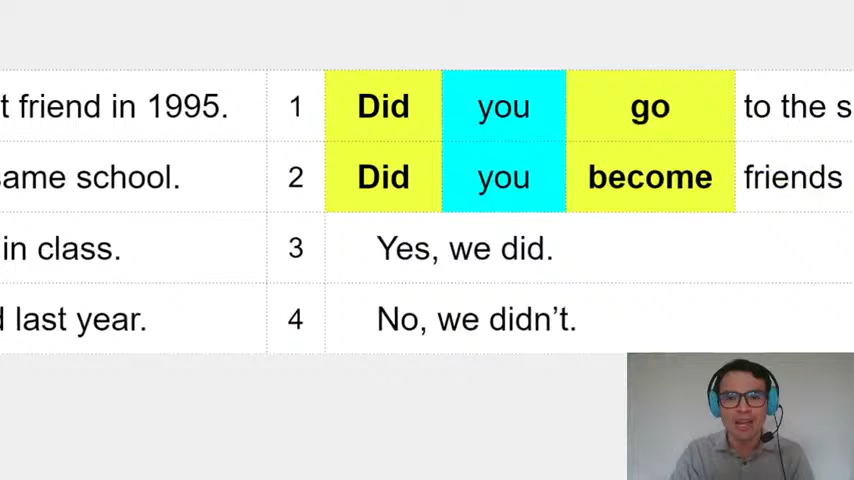 t friend in 1995. 1 Did you go to the s
same school. 2 Did you become friends
in class. 3 Yes, we did.
d last year. 4 No, we didn't.